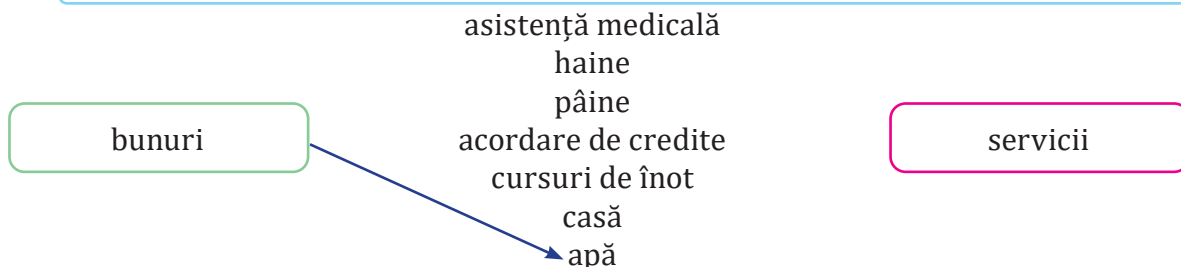 asistență medicală
haine
pâine
bunuri
acordare de credite
servicii
cursuri de înot
casă
apă